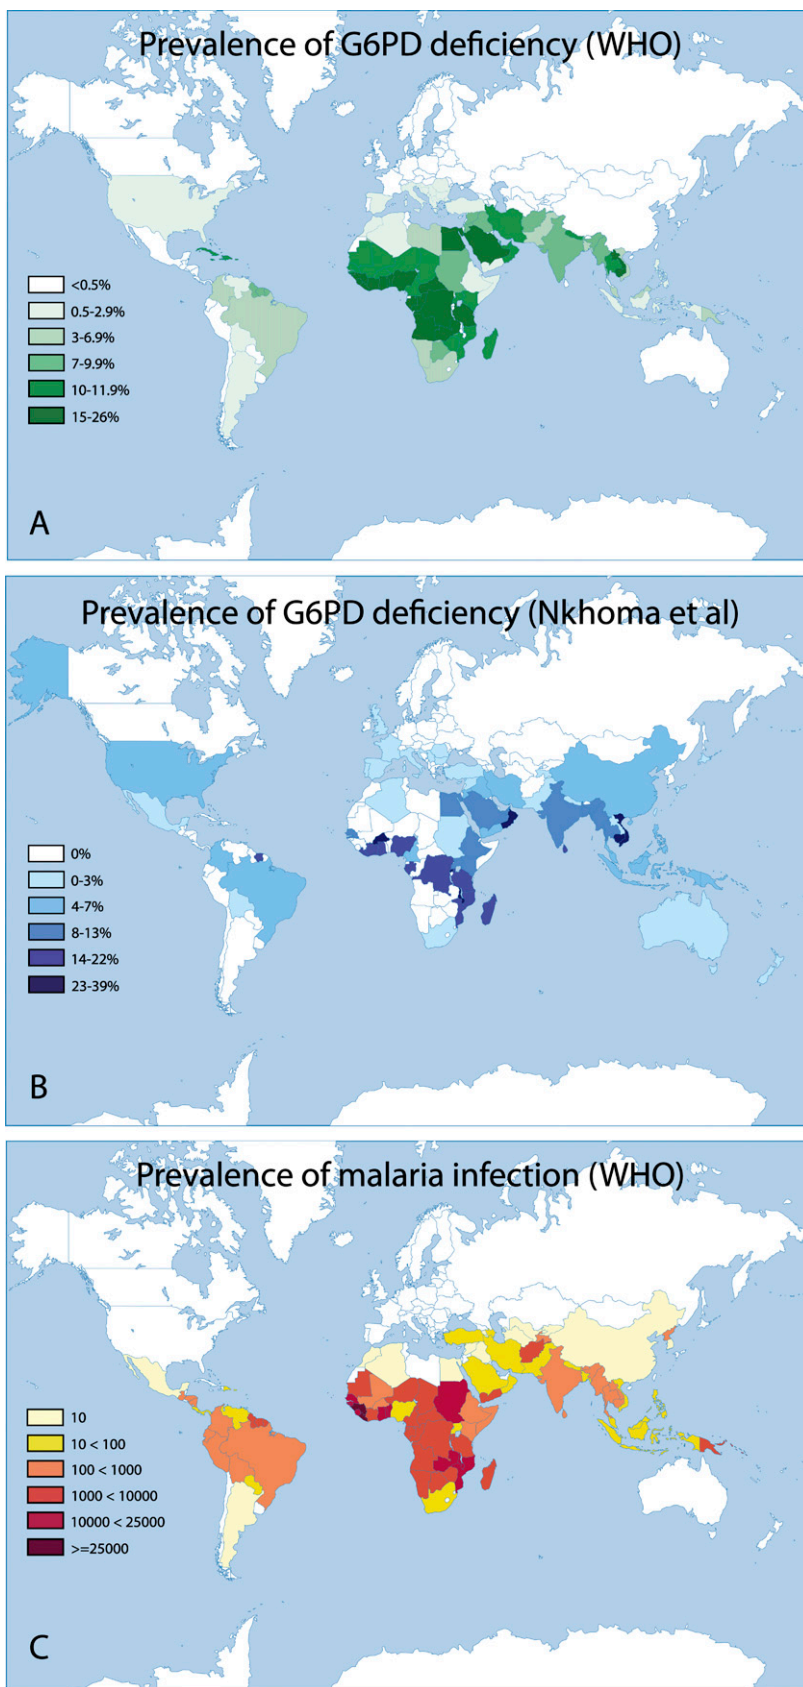 Prevalence of G6PD deficiency (WHO)
<0.5%
0.5-2.9%
3-6.9%
7-9.9%
10-11.9%
15-26%
A
Prevalence of G6PD deficiency (Nkhoma et al)
0%
0-3%
4-7%
8-13%
14-22%
23-39%
B
Prevalence of malaria infection (WHO)
10
10 < 100
100 < 1000
1000 < 10000
10000 < 25000
>=25000
C